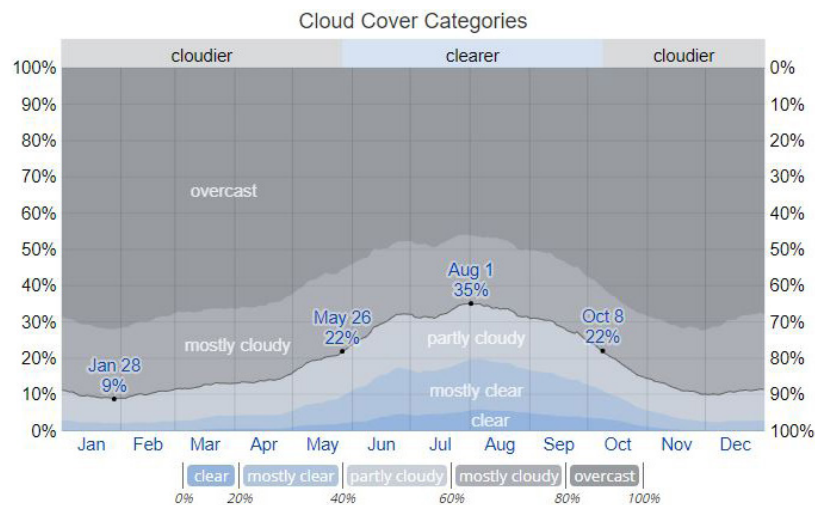 Cloud Cover Categories
cloudier clearer cloudier
100% 0%
90% 10%
80% 20%
70% 30%
overcast
60% 40%
50% 50%
40% 60%
Aug 1
35%
30% 70%
May 26
22%
Oct 8
22%
mostly cloudy
partly cloudy
20% 80%
Jan 28
9%
mostly clear
10% 90%
clear
0% 100%
Jan Feb Mar Apr May Jun Jul Aug Sep Oct Nov Dec
clear mostly clear partly cloudy mostly cloudy overcast
0% 20% 40% 60% 80% 100%